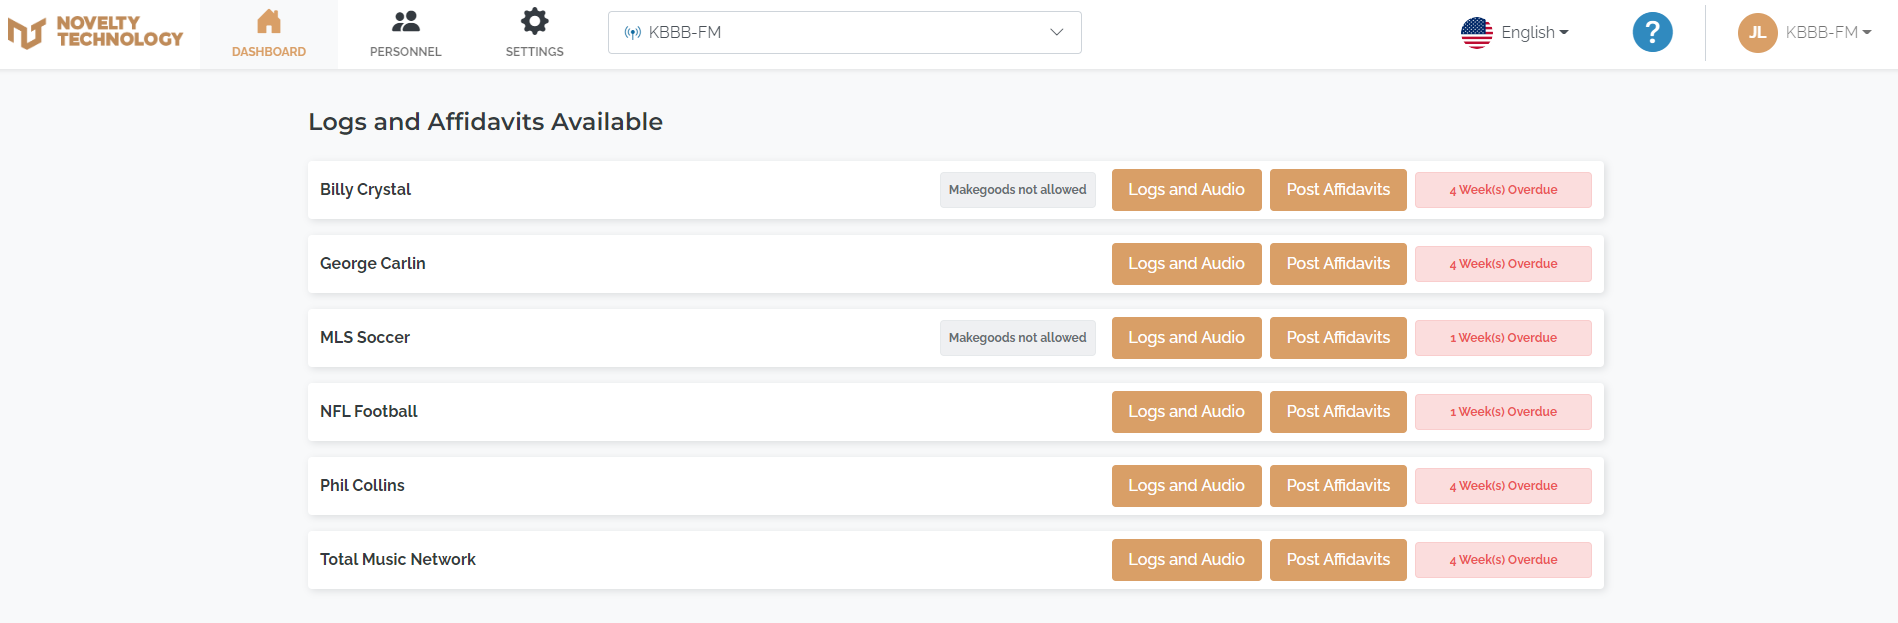 NOVELTY
TECHNOLOGY
DASHBOARD
PERSONNEL
SETTINGS
KBBB-FM
English
?
JL
KBBB-FM
Logs and Affidavits Available
Billy Crystal Makegoods not allowed Logs and Audio Post Affidavits 4 Week(s) Overdue
George Carlin Logs and Audio Post Affidavits 4 Week(s) Overdue
MLS Soccer Makegoods not allowed Logs and Audio Post Affidavits 1 Week(s) Overdue
NFL Football Logs and Audio Post Affidavits 1 Week(s) Overdue
Phil Collins Logs and Audio Post Affidavits 4 Week(s) Overdue
Total Music Network Logs and Audio Post Affidavits 4 Week(s) Overdue